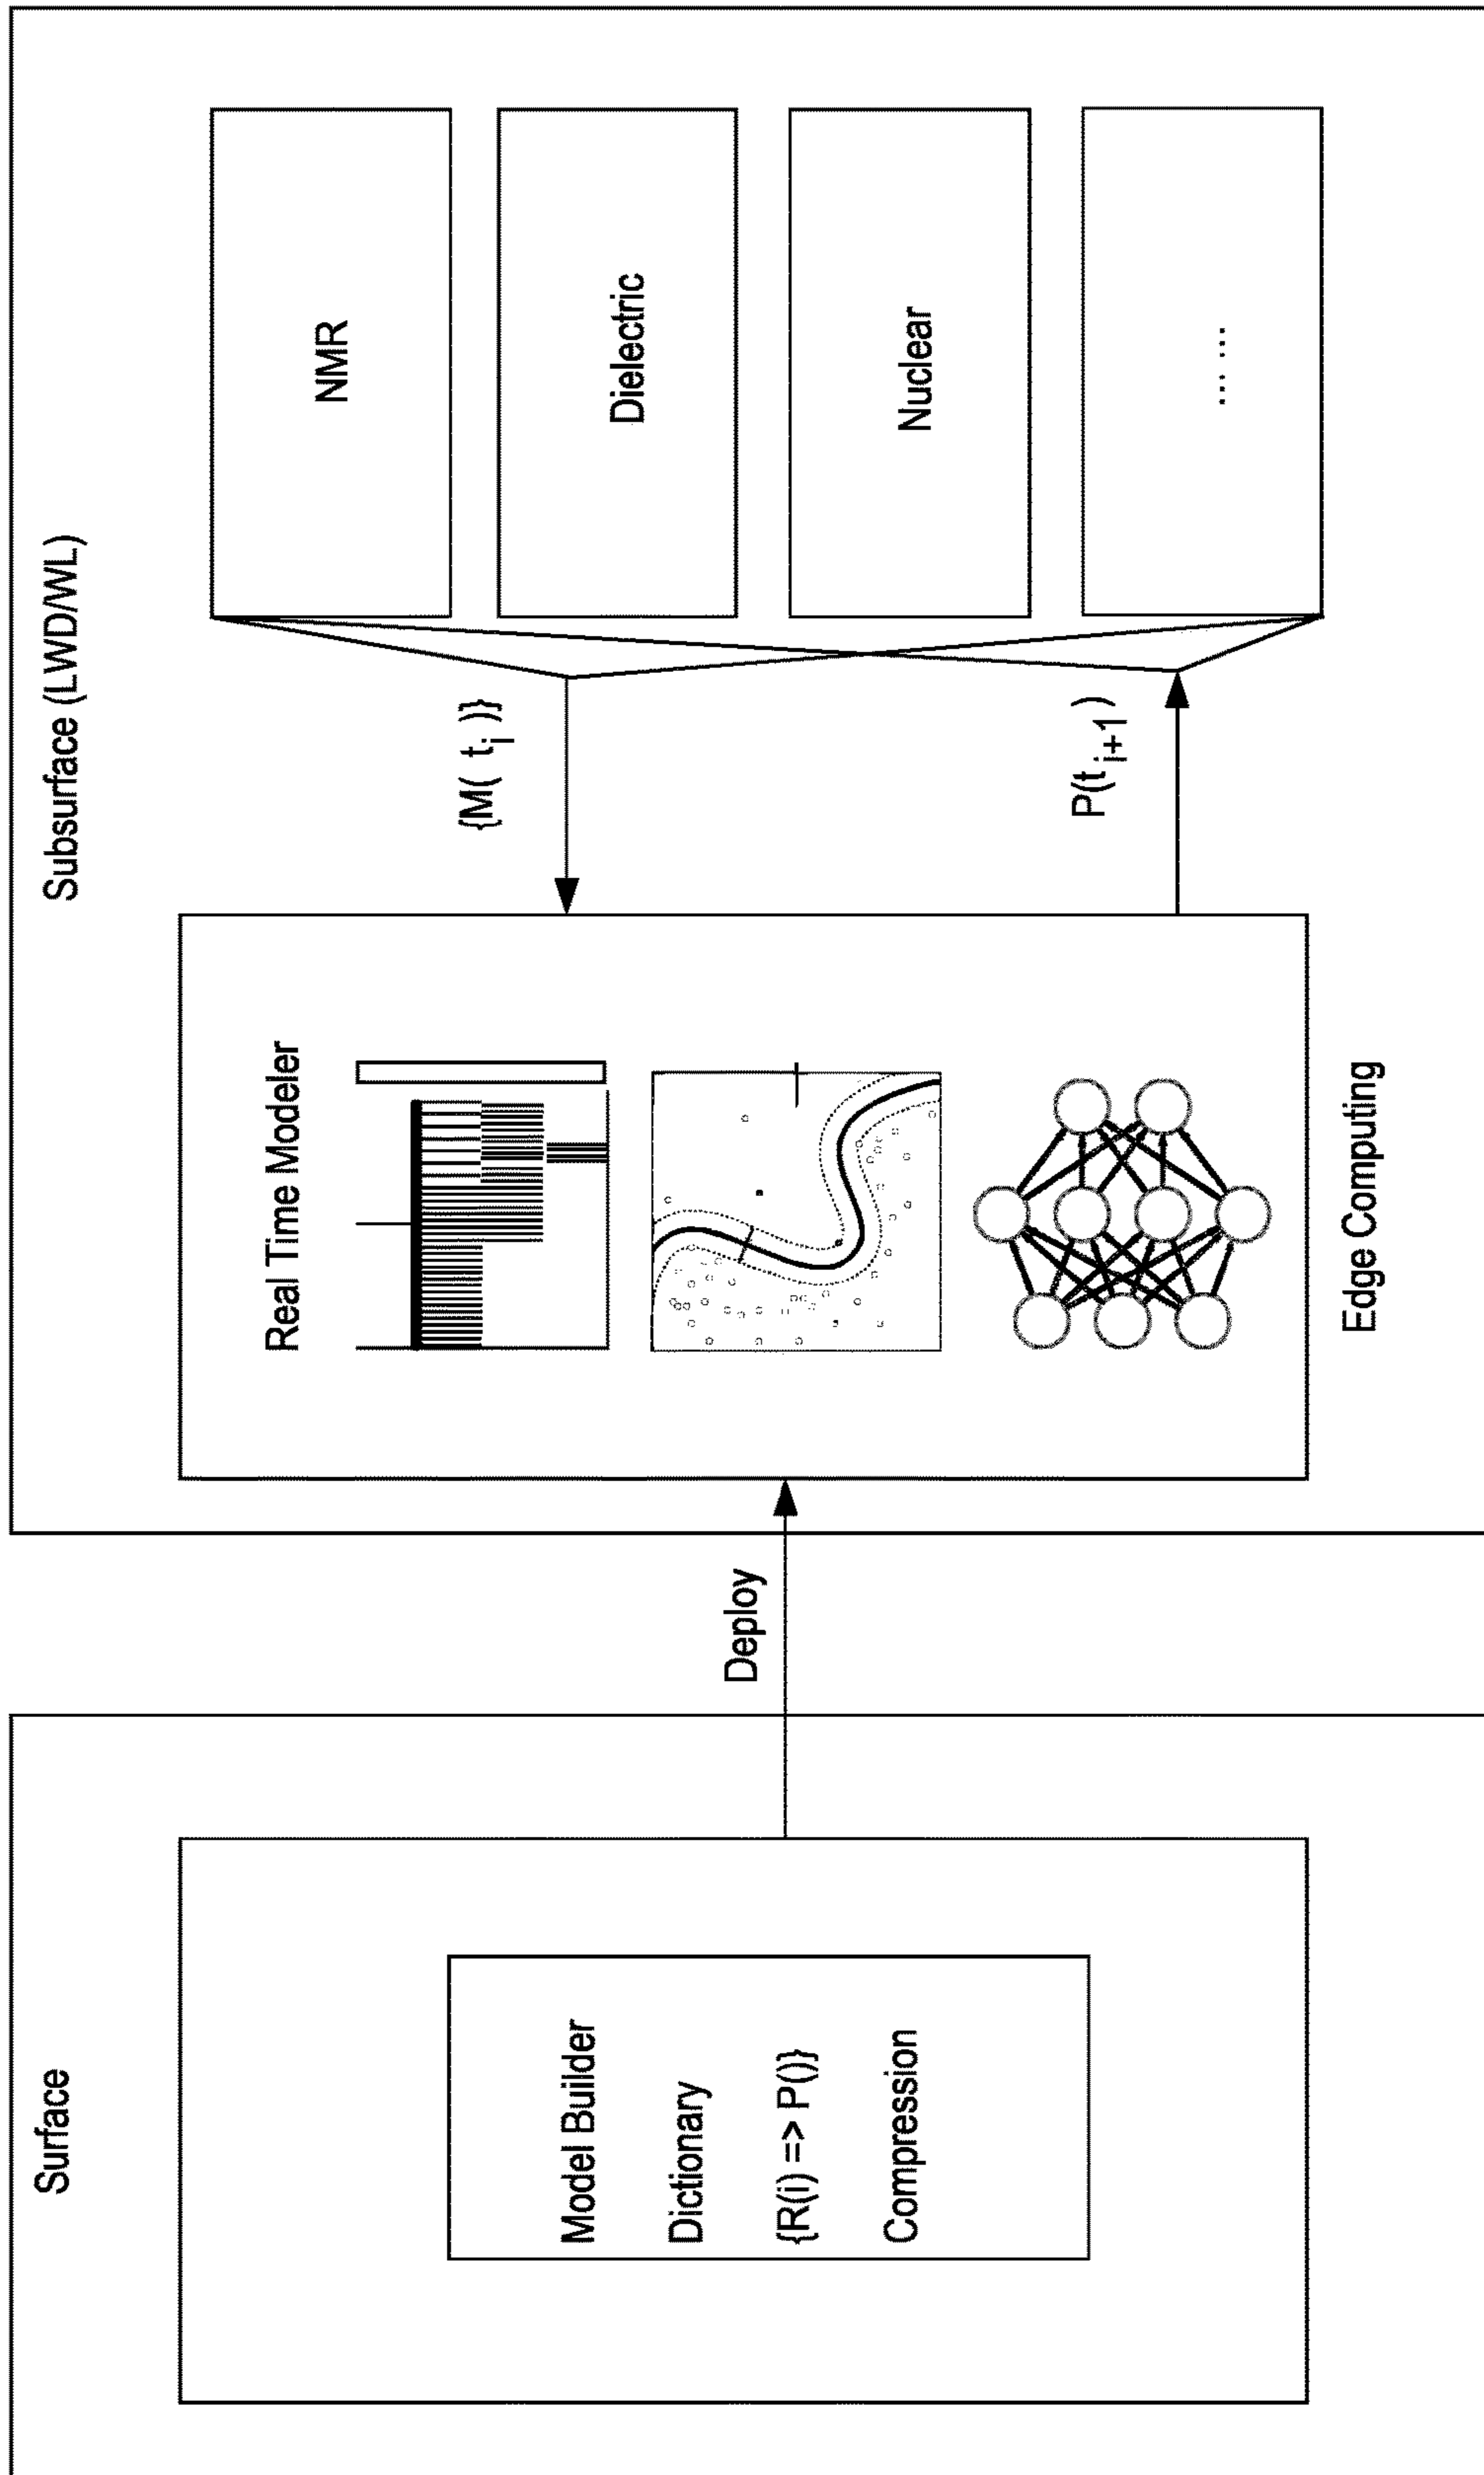 Surface
Model Builder
Dictionary
{R(i) => P()}
Compression
Deploy
Subsurface (LWD/WL)
Real Time Modeler
Edge Computing
{M( t_i )}
P(t_{i+1} )
NMR
Dielectric
Nuclear
... ...